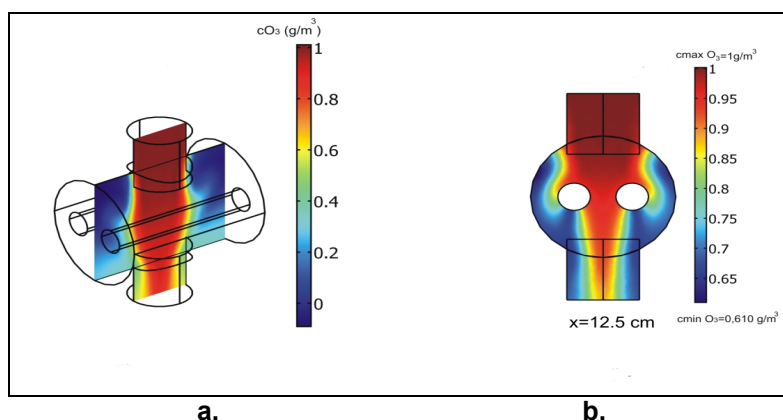 cO₃ (g/m³)
1
0.8
0.6
0.4
0.2
0
cmax O₃=1g/m³
1
0.95
0.9
0.85
0.8
0.75
0.7
0.65
cmin O₃=0,610 g/m³
x=12.5 cm
a.
b.